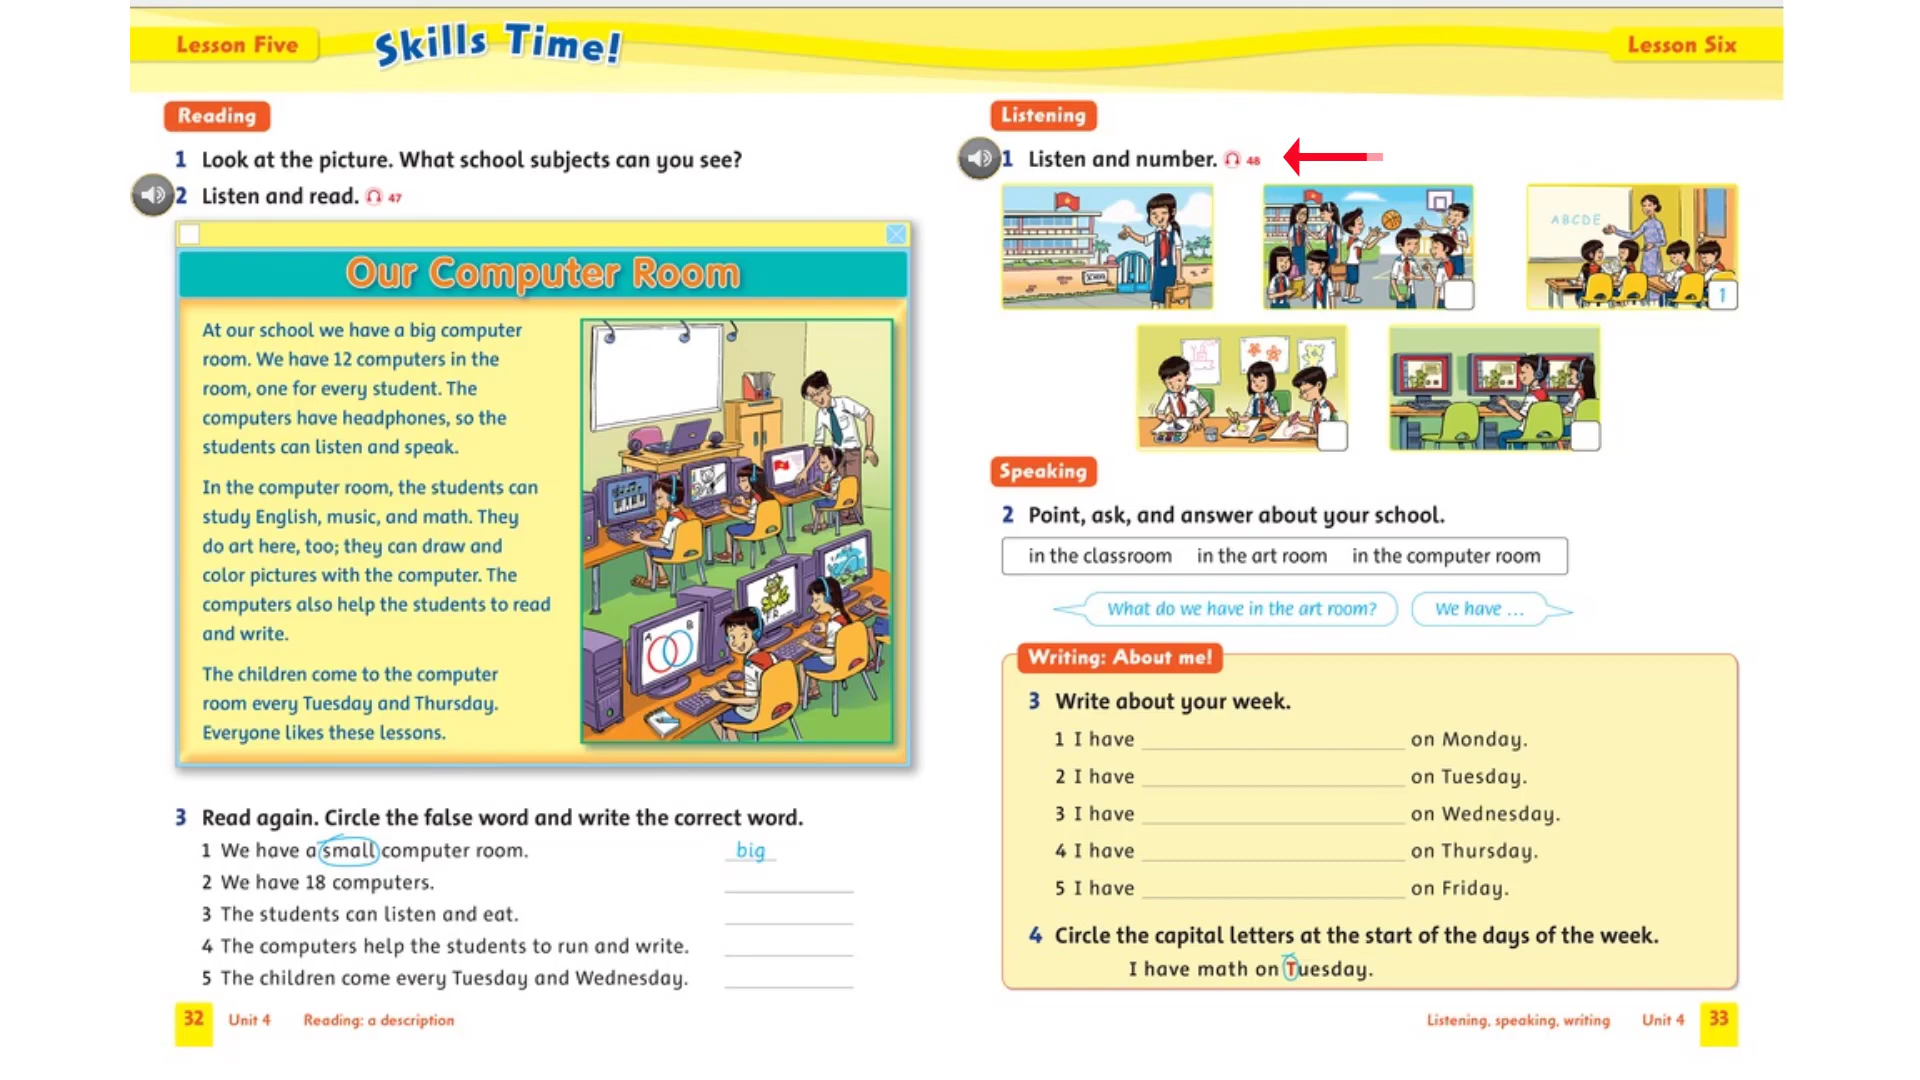 Lesson Five
Skills Time!
Lesson Six
Reading
1 Look at the picture. What school subjects can you see?
2 Listen and read. 47
Our Computer Room
At our school we have a big computer
room. We have 12 computers in the
room, one for every student. The
computers have headphones, so the
students can listen and speak.
In the computer room, the students can
study English, music, and math. They
do art here, too; they can draw and
color pictures with the computer. The
computers also help the students to read
and write.
The children come to the computer
room every Tuesday and Thursday.
Everyone likes these lessons.
A B
3 Read again. Circle the false word and write the correct word.
1 We have a small computer room. big
2 We have 18 computers.
3 The students can listen and eat.
4 The computers help the students to run and write.
5 The children come every Tuesday and Wednesday.
32 Unit 4 Reading: a description
Listening
1 Listen and number. 48
SCHOOL
ABCDE
1
Speaking
2 Point, ask, and answer about your school.
in the classroom in the art room in the computer room
What do we have in the art room? We have ...
Writing: About me!
3 Write about your week.
1 I have on Monday.
2 I have on Tuesday.
3 I have on Wednesday.
4 I have on Thursday.
5 I have on Friday.
4 Circle the capital letters at the start of the days of the week.
I have math on Tuesday.
Listening, speaking, writing Unit 4 33